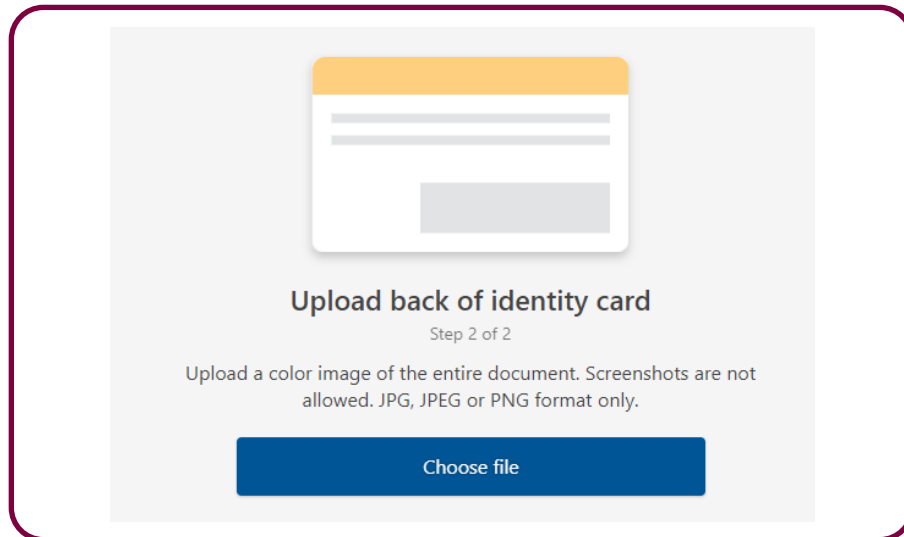 Upload back of identity card
Step 2 of 2
Upload a color image of the entire document. Screenshots are not
allowed. JPG, JPEG or PNG format only.
Choose file